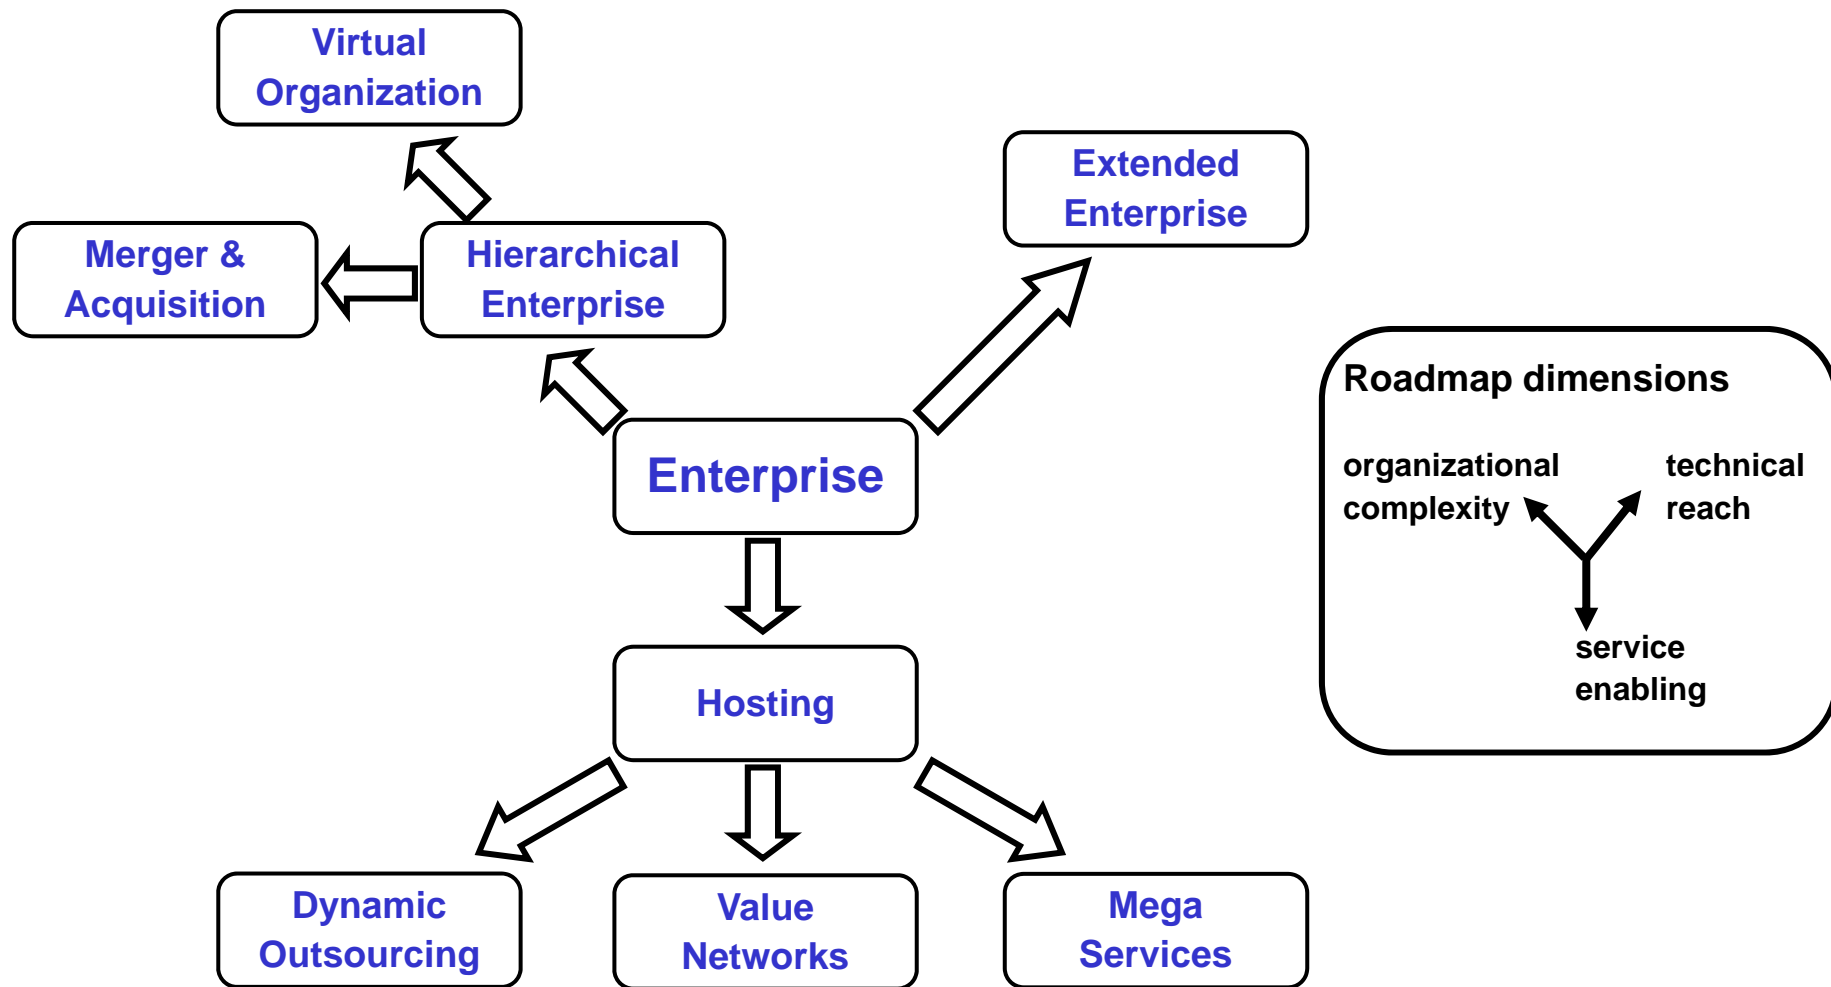 Virtual
Organization
Extended
Enterprise
Merger &
Acquisition
Hierarchical
Enterprise
Enterprise
Roadmap dimensions
organizational
complexity
technical
reach
service
enabling
Hosting
Dynamic
Outsourcing
Value
Networks
Mega
Services